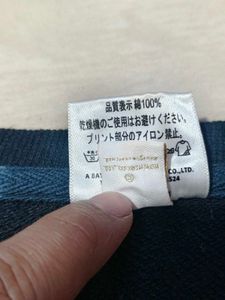 品質表示 綿100%
乾燥機のご使用はお避けください。
プリント部分のアイロン禁止。
30
A BA
CO.,LTD.
524